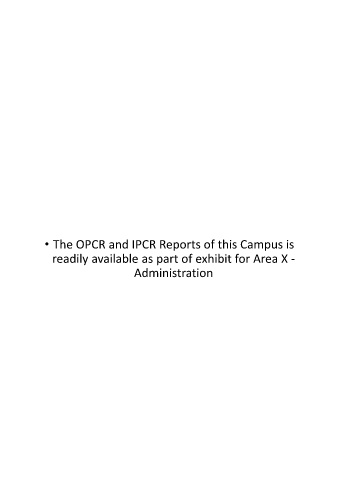 • The OPCR and IPCR Reports of this Campus is
readily available as part of exhibit for Area X -
Administration